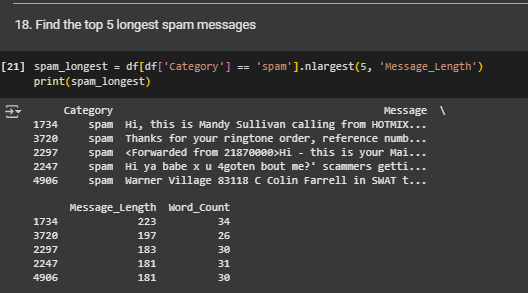 18. Find the top 5 longest spam messages
[21] spam_longest = df[df['Category'] == 'spam'].nlargest(5, 'Message_Length')
print(spam_longest)
Category Message \
1734 spam Hi, this is Mandy Sullivan calling from HOTMIX...
3720 spam Thanks for your ringtone order, reference numb...
2297 spam <Forwarded from 21870000>Hi - this is your Mai...
2247 spam Hi ya babe x u 4goten bout me?' scammers getti...
4906 spam Warner Village 83118 C Colin Farrell in SWAT t...
Message_Length Word_Count
1734 223 34
3720 197 26
2297 183 30
2247 181 31
4906 181 30